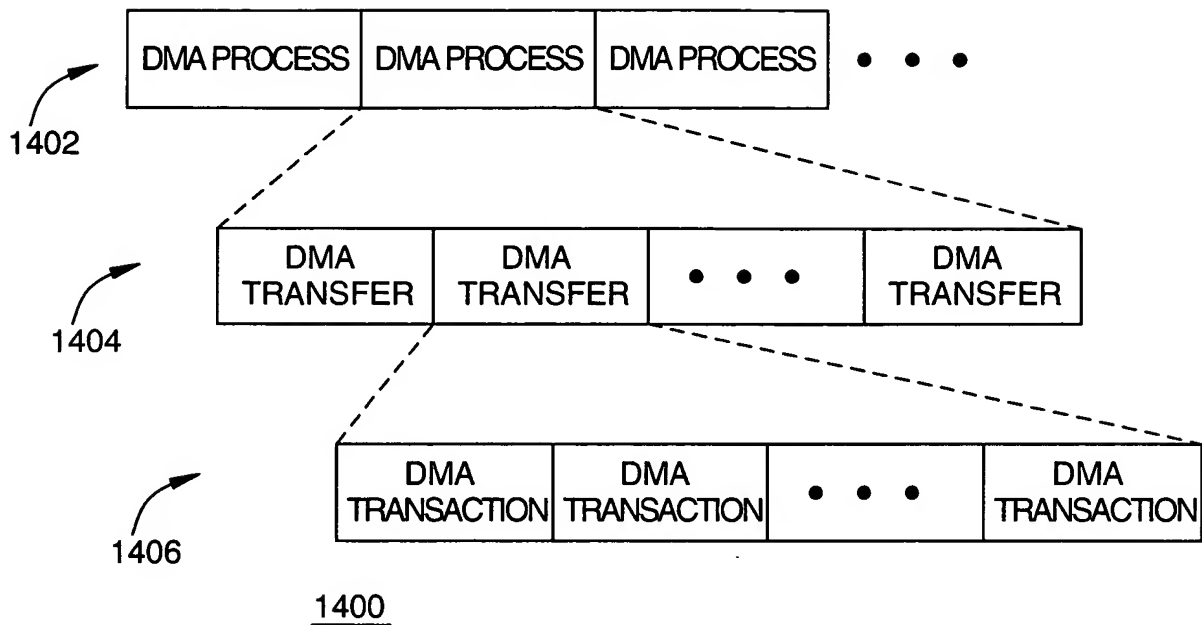 DMA PROCESS DMA PROCESS DMA PROCESS • • •
1402
DMA TRANSFER
DMA TRANSFER
• • •
DMA TRANSFER
1404
DMA TRANSACTION
DMA TRANSACTION
• • •
DMA TRANSACTION
1406
1400